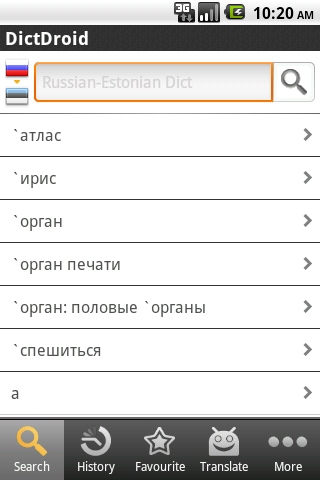 3G
10:20 AM
DictDroid
Russian-Estonian Dict
`атлас
`ирис
`орган
`орган печати
`орган: половые `органы
`спешиться
а
Search
History
Favourite
Translate
More